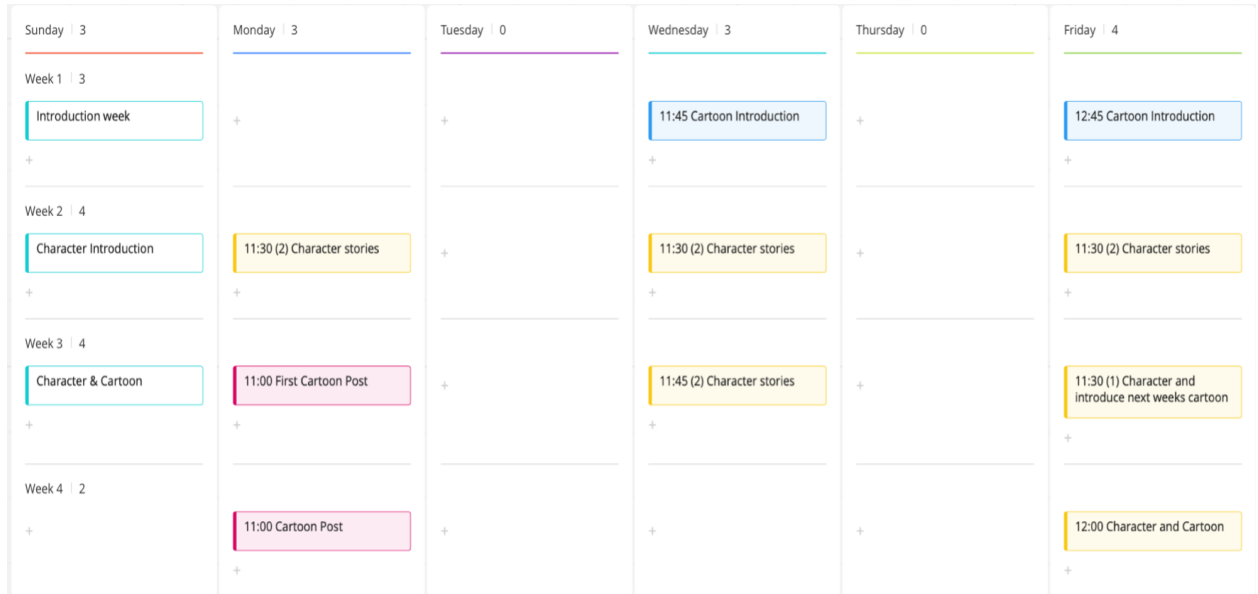 Sunday 3
Monday 3
Tuesday 0
Wednesday 3
Thursday 0
Friday 4
Week 1 3
Introduction week
+
+
11:45 Cartoon Introduction
+
12:45 Cartoon Introduction
+
+
+
Week 2 4
Character Introduction
11:30 (2) Character stories
+
11:30 (2) Character stories
+
11:30 (2) Character stories
+
+
+
+
Week 3 4
Character & Cartoon
11:00 First Cartoon Post
+
11:45 (2) Character stories
+
11:30 (1) Character and
introduce next weeks cartoon
+
+
+
+
Week 4 2
+
11:00 Cartoon Post
+
+
+
12:00 Character and Cartoon
+
+